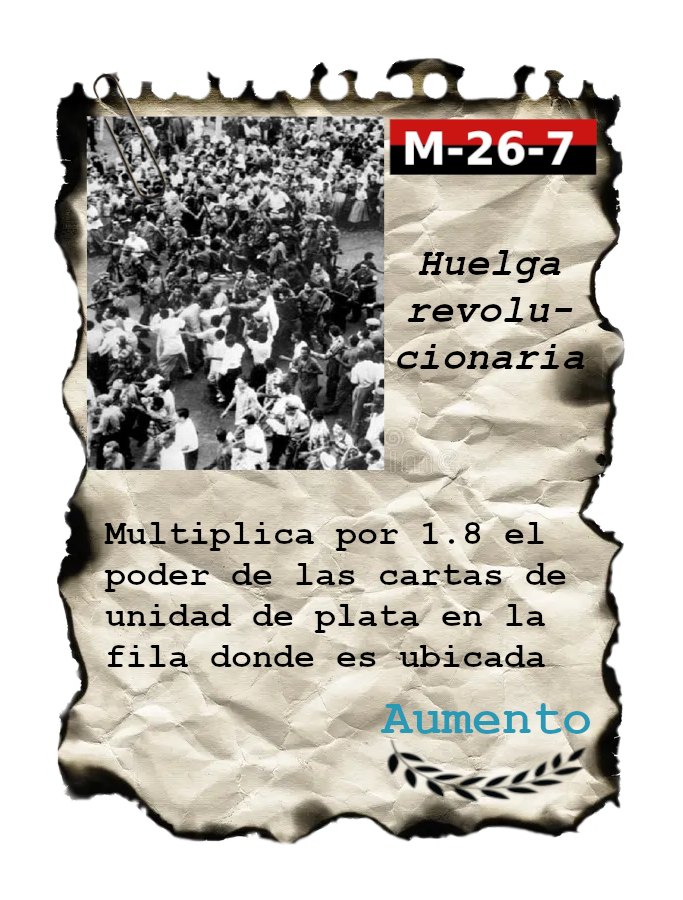 M-26-7
Huelga
revolu-
cionaria
Multiplica por 1.8 el
poder de las cartas de
unidad de plata en la
fila donde es ubicada
Aumento